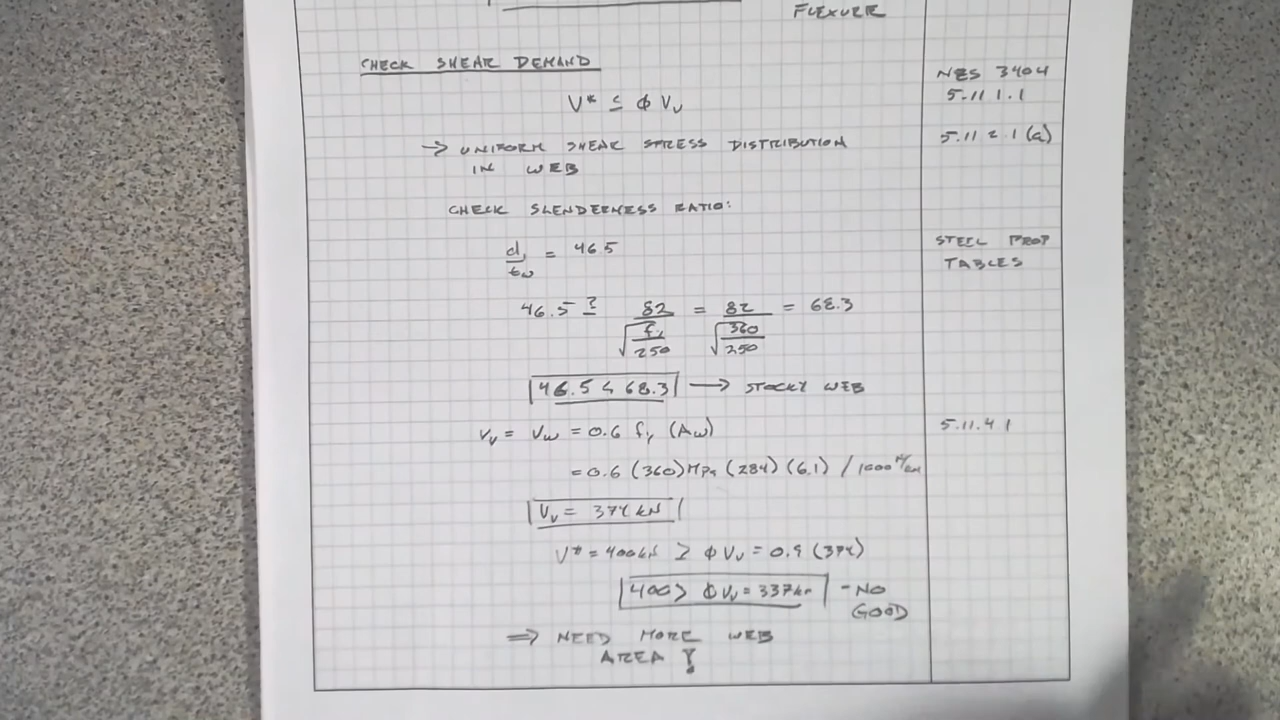 FLEXURE
CHECK SHEAR DEMAND
V* ≤ ϕ Vv
NZS 3404
5.11 1.1
→ UNIFORM SHEAR STRESS DISTRIBUTION
IN WEB
5.11 2.1 (a)
CHECK SLENDERNESS RATIO:
d1/tw = 46.5
STEEL PROP
TABLES
46.5 ≤? 82/√(fy/250) = 82/√(360/250) = 68.3
46.5 < 68.3 → STOCKY WEB
Vv = Vw = 0.6 fy (Aw)
5.11.4 1
= 0.6 (360) MPa (284) (6.1) / 1000 N/kN
Vv = 374 kN
V* = 400 kN ≥ ϕ Vv = 0.9 (374)
400 > ϕ Vv = 337 kN - NO
GOOD
⇒ NEED MORE WEB
AREA !